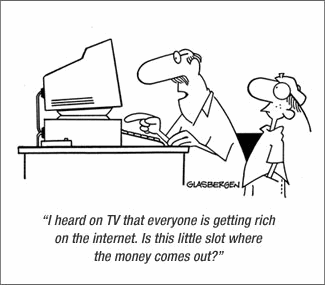 GLASBERGEN
“I heard on TV that everyone is getting rich
on the internet. Is this little slot where
the money comes out?”